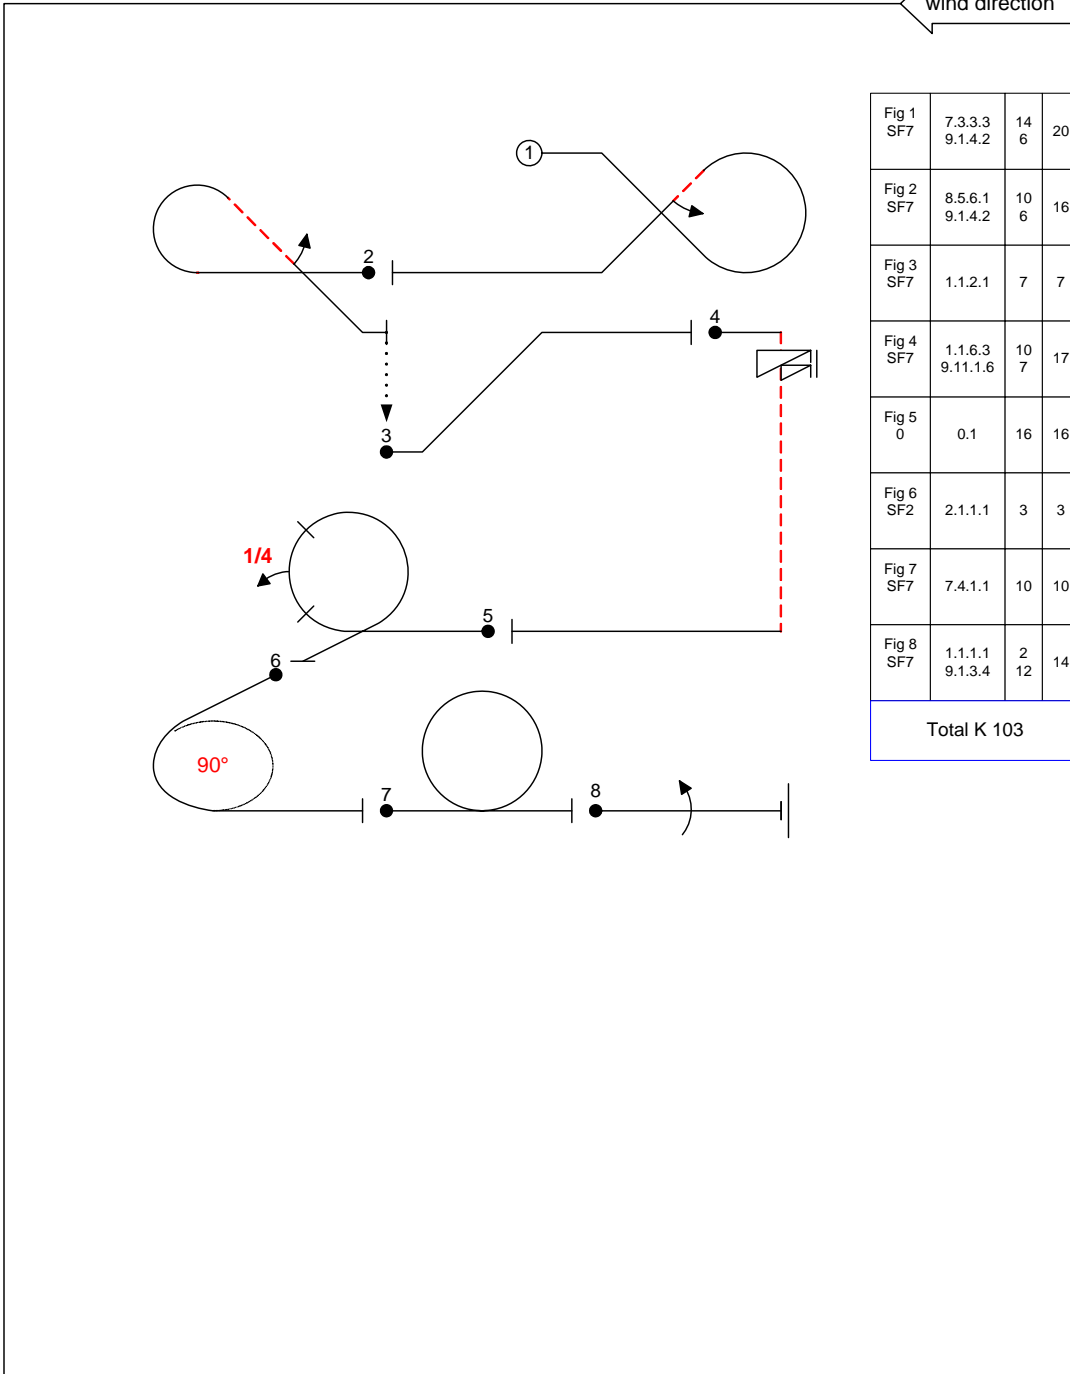 wind direction
1
2
4
3
1/4
5
6
90°
7
8
Fig 1
SF7
7.3.3.3
9.1.4.2
14
6
20
Fig 2
SF7
8.5.6.1
9.1.4.2
10
6
16
Fig 3
SF7
1.1.2.1
7
7
Fig 4
SF7
1.1.6.3
9.11.1.6
10
7
17
Fig 5
0
0.1
16
16
Fig 6
SF2
2.1.1.1
3
3
Fig 7
SF7
7.4.1.1
10
10
Fig 8
SF7
1.1.1.1
9.1.3.4
2
12
14
Total K 103